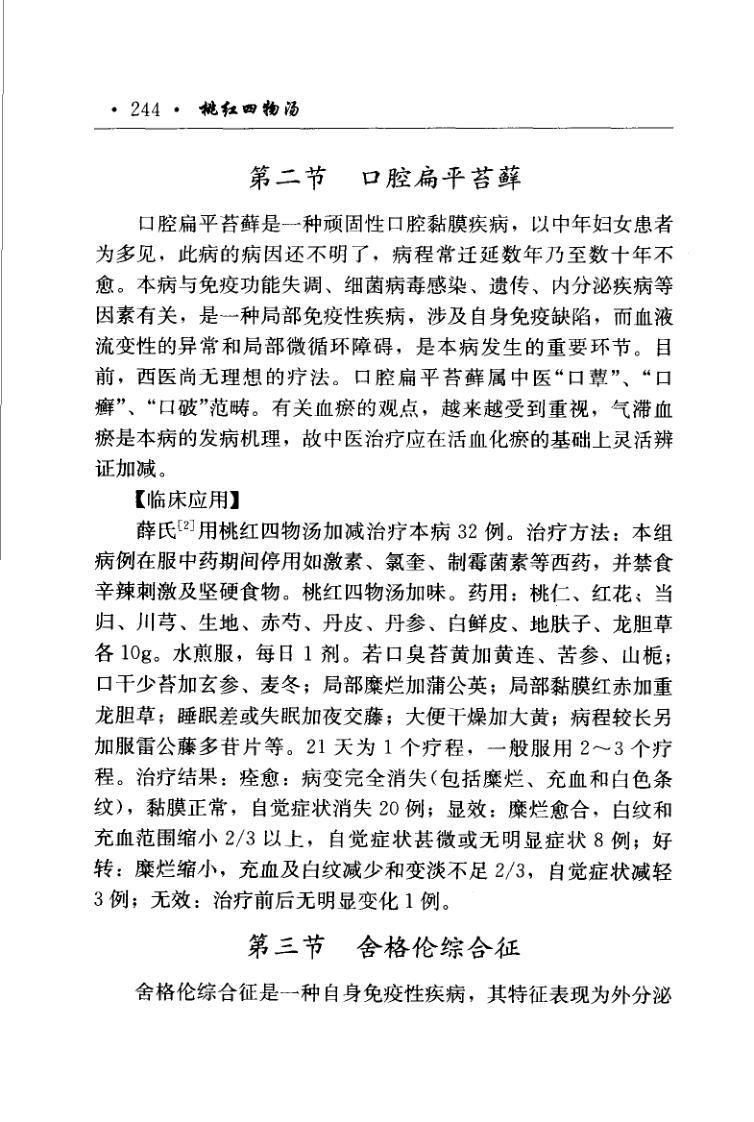 · 244 · 桃红四物汤
第二节 口腔扁平苔藓
口腔扁平苔藓是一种顽固性口腔黏膜疾病，以中年妇女患者
为多见，此病的病因还不明了，病程常迁延数年乃至数十年不
愈。本病与免疫功能失调、细菌病毒感染、遗传、内分泌疾病等
因素有关，是一种局部免疫性疾病，涉及自身免疫缺陷，而血液
流变性的异常和局部微循环障碍，是本病发生的重要环节。目
前，西医尚无理想的疗法。口腔扁平苔藓属中医“口蕈”、“口
癣”、“口破”范畴。有关血瘀的观点，越来越受到重视，气滞血
瘀是本病的发病机理，故中医治疗应在活血化瘀的基础上灵活辨
证加减。
【临床应用】
薛氏[2]用桃红四物汤加减治疗本病 32 例。治疗方法：本组
病例在服中药期间停用如激素、氯奎、制霉菌素等西药，并禁食
辛辣刺激及坚硬食物。桃红四物汤加味。药用：桃仁、红花、当
归、川芎、生地、赤芍、丹皮、丹参、白鲜皮、地肤子、龙胆草
各 10g。水煎服，每日 1 剂。若口臭苔黄加黄连、苦参、山栀；
口干少苔加玄参、麦冬；局部糜烂加蒲公英；局部黏膜红赤加重
龙胆草；睡眠差或失眠加夜交藤；大便干燥加大黄；病程较长另
加服雷公藤多苷片等。21 天为 1 个疗程，一般服用 2～3 个疗
程。治疗结果：痊愈：病变完全消失(包括糜烂、充血和白色条
纹)，黏膜正常，自觉症状消失 20 例；显效：糜烂愈合，白纹和
充血范围缩小 2/3 以上，自觉症状甚微或无明显症状 8 例；好
转：糜烂缩小，充血及白纹减少和变淡不足 2/3，自觉症状减轻
3 例；无效：治疗前后无明显变化 1 例。
第三节 舍格伦综合征
舍格伦综合征是一种自身免疫性疾病，其特征表现为外分泌